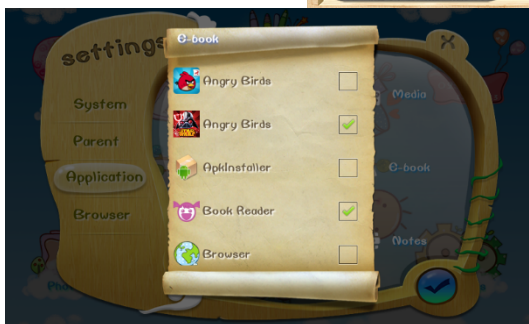 settings
E-book
X
Angry Birds
Angry Birds
ApkInstaller
Book Reader
Browser
System
Parent
Application
Browser
Media
E-book
Notes